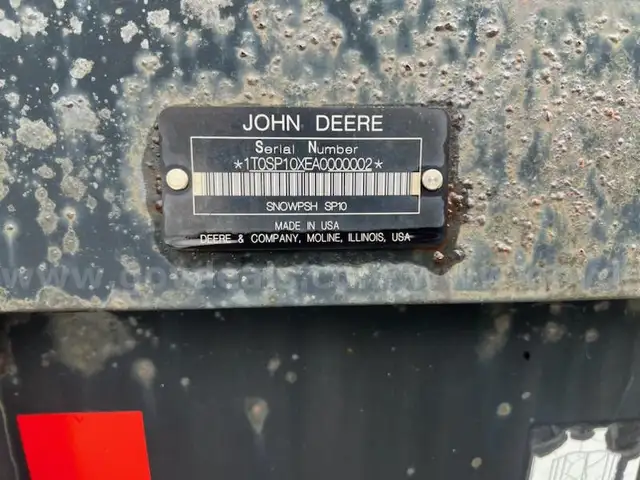 JOHN DEERE
Serial Number
*1T0SP10XEA0000002*
SNOWPSH SP10
MADE IN USA
DEERE & COMPANY, MOLINE, ILLINOIS, USA